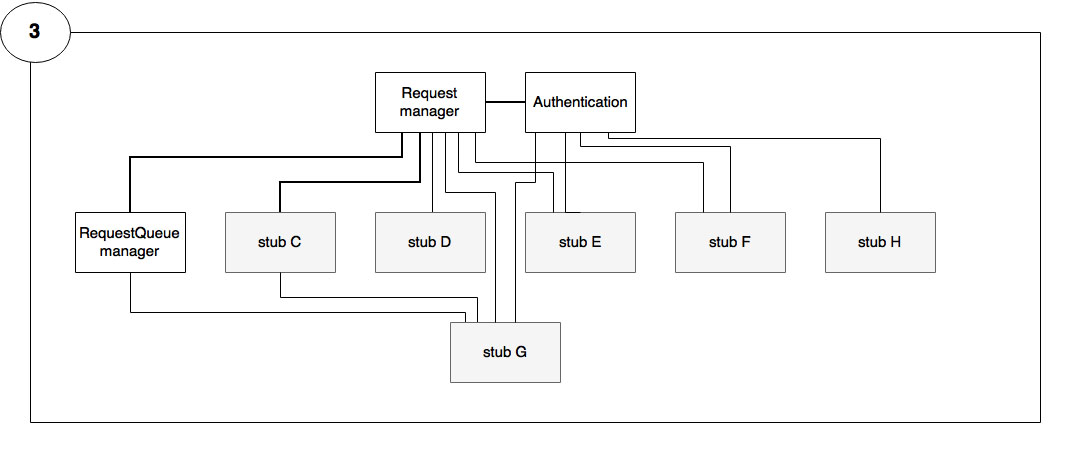 3
Request
manager
Authentication
RequestQueue
manager
stub C
stub D
stub E
stub F
stub H
stub G